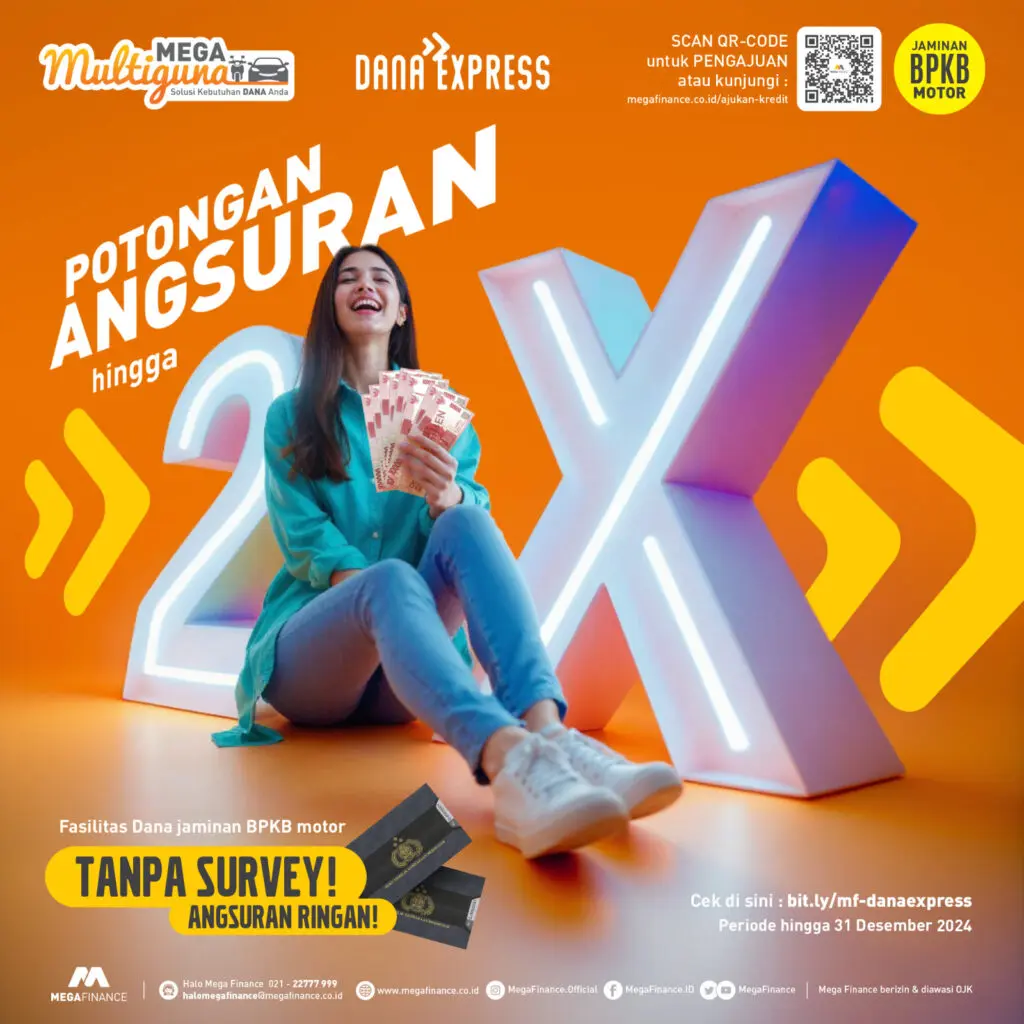 MEGA
Multiguna
Solusi Kebutuhan DANA Anda
DANA EXPRESS
SCAN QR-CODE
untuk PENGAJUAN
atau kunjungi :
megafinance.co.id/ajukan-kredit
JAMINAN
BPKB
MOTOR
POTONGAN
ANGSURAN
hingga
2X
Fasilitas Dana jaminan BPKB motor
TANPA SURVEY!
ANGSURAN RINGAN!
Cek di sini : bit.ly/mf-danaexpress
Periode hingga 31 Desember 2024
MEGAFINANCE
Halo Mega Finance 021 - 22777 999
halomegafinance@megafinance.co.id
www.megafinance.co.id
MegaFinance.Official
MegaFinance.ID
MegaFinance
Mega Finance berizin & diawasi OJK